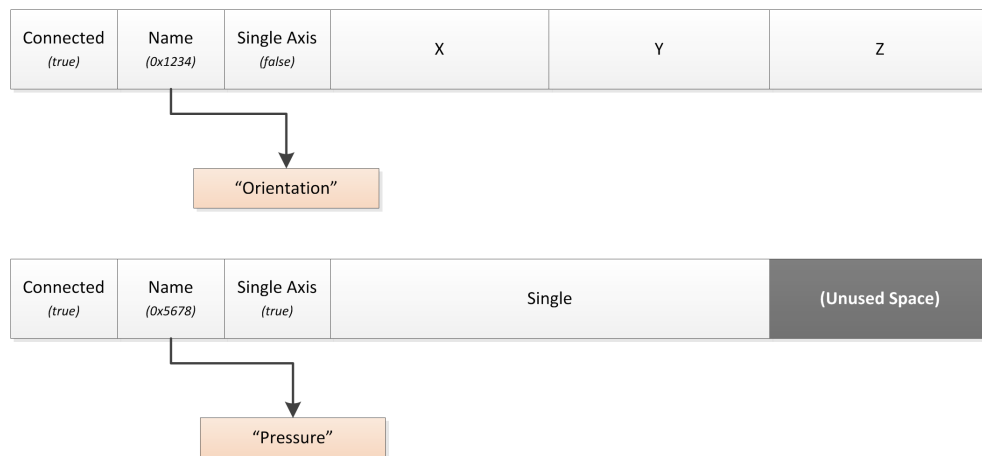 Connected Name Single Axis X Y Z
(true) (0x1234) (false)
“Orientation”
Connected Name Single Axis Single (Unused Space)
(true) (0x5678) (true)
“Pressure”